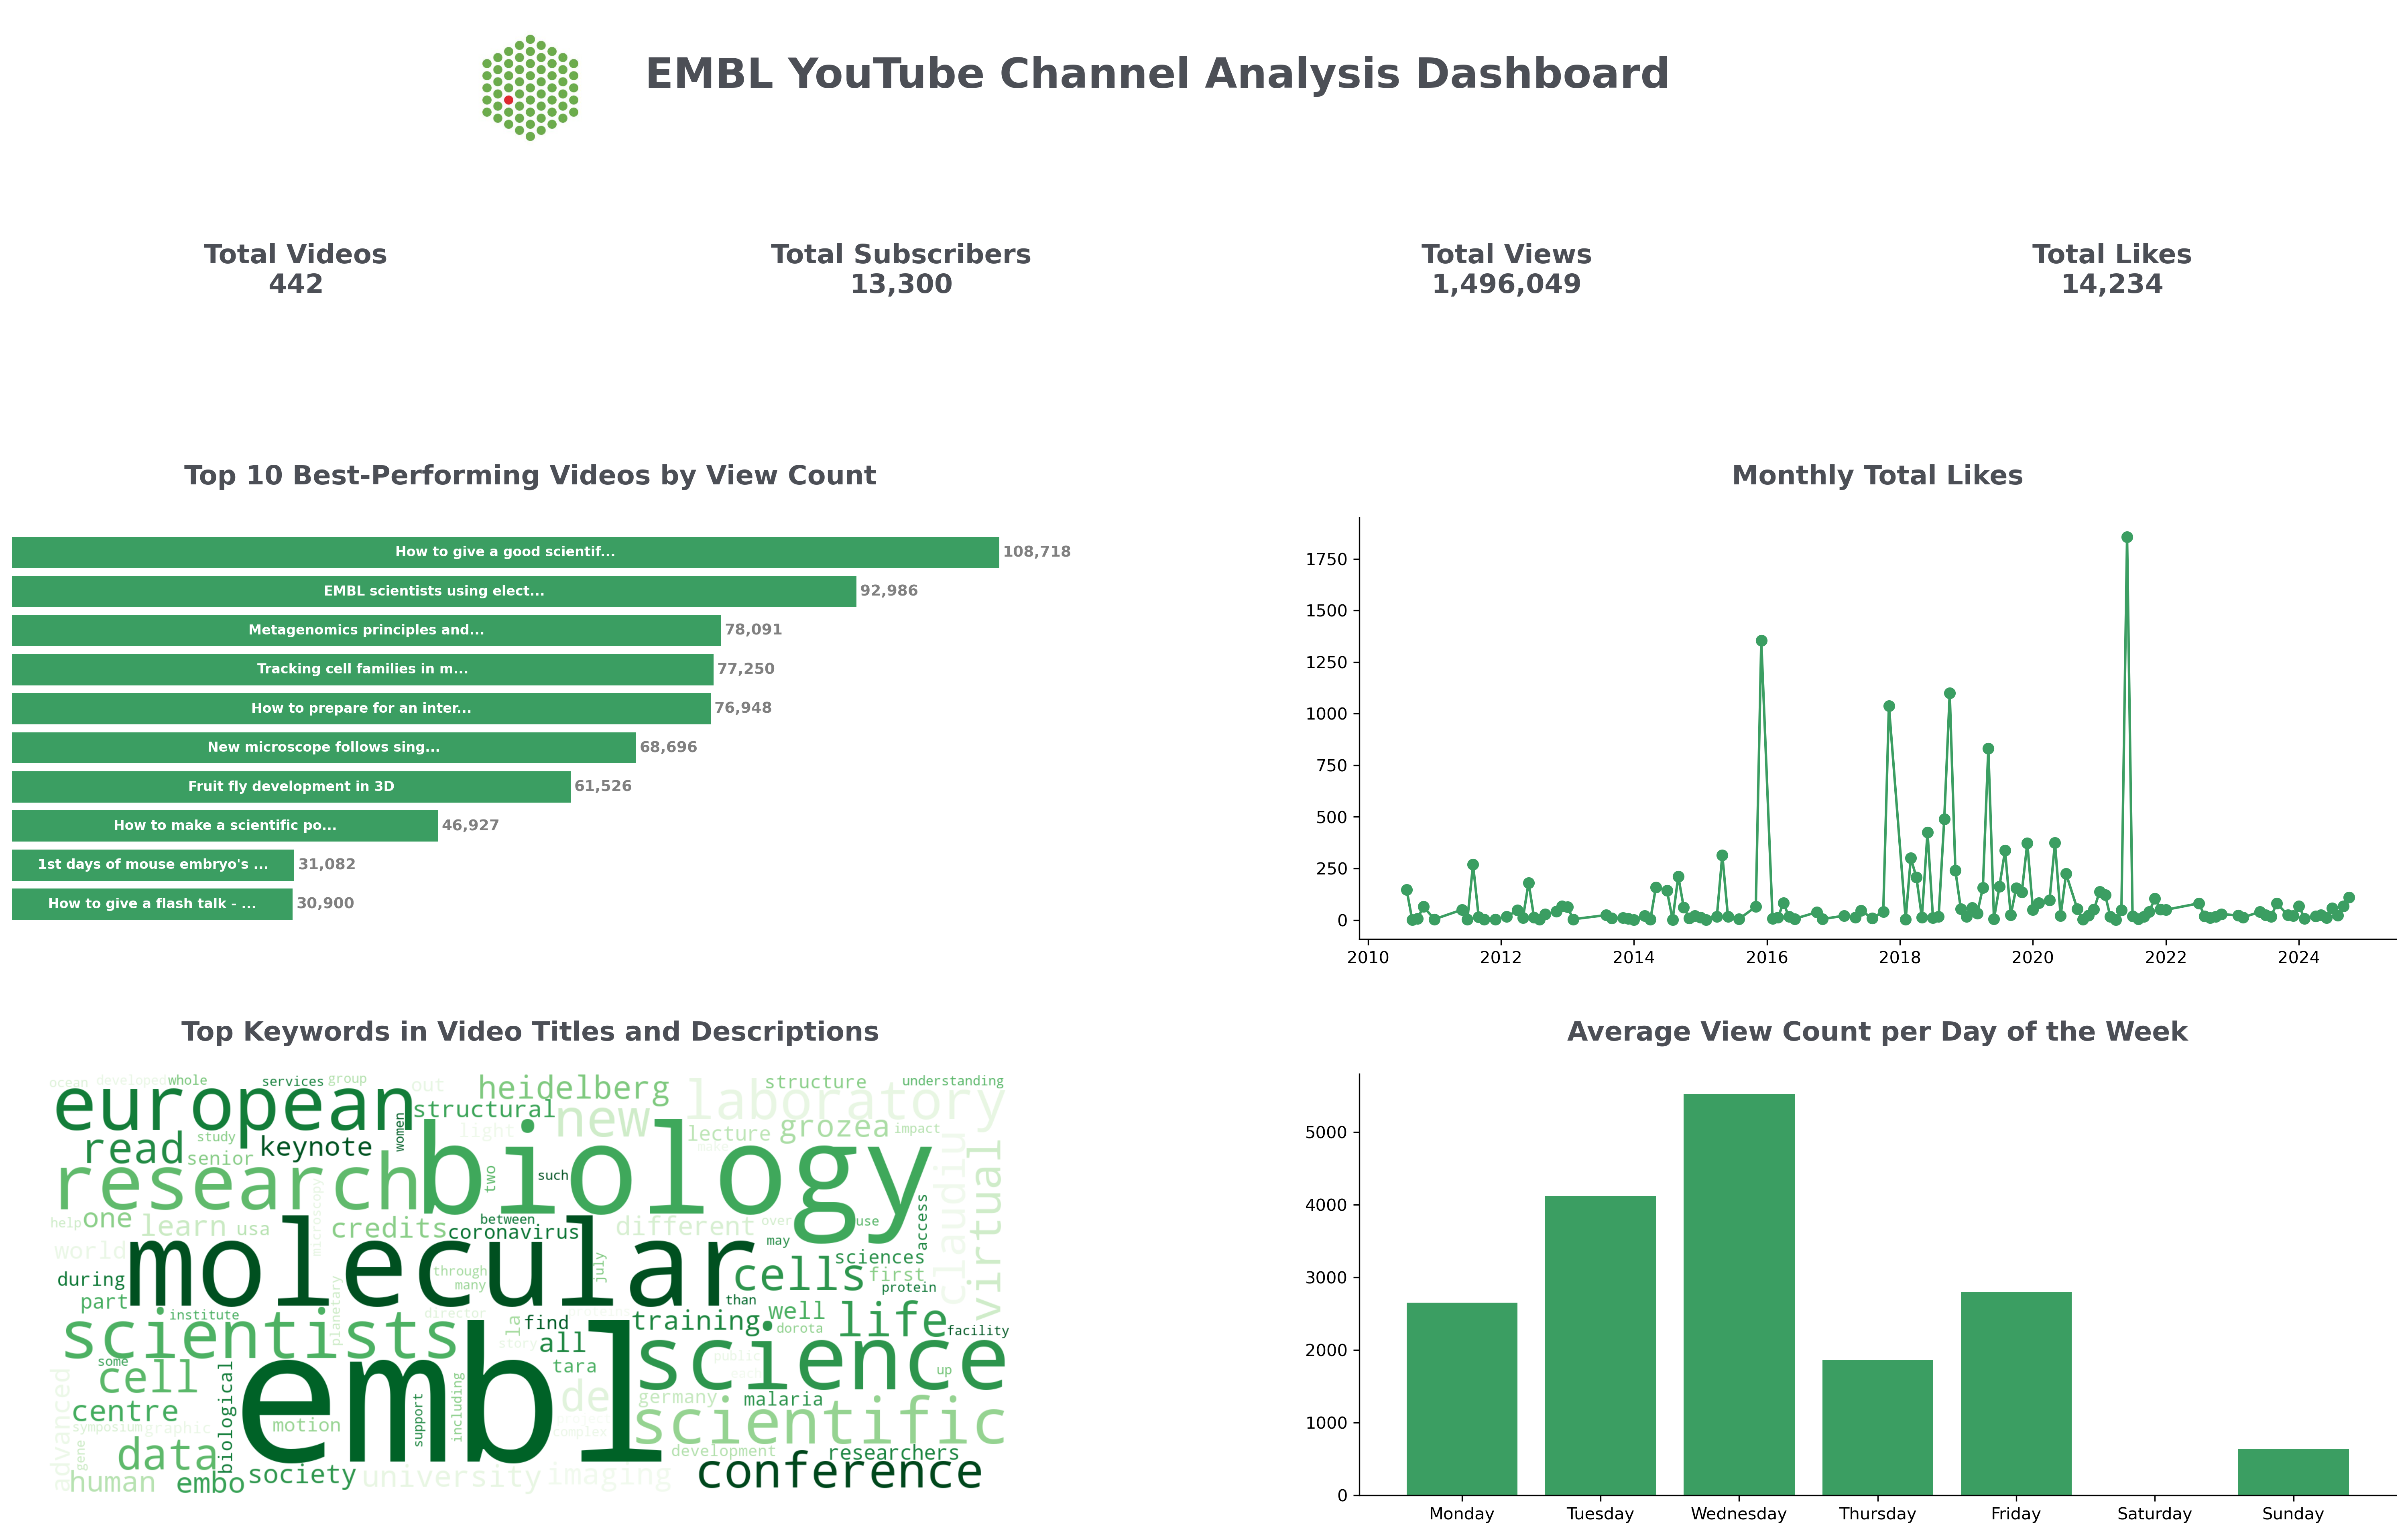 EMBL YouTube Channel Analysis Dashboard
Total Videos
442
Total Subscribers
13,300
Total Views
1,496,049
Total Likes
14,234
Top 10 Best-Performing Videos by View Count
How to give a good scientif... 108,718
EMBL scientists using elect... 92,986
Metagenomics principles and... 78,091
Tracking cell families in m... 77,250
How to prepare for an inter... 76,948
New microscope follows sing... 68,696
Fruit fly development in 3D 61,526
How to make a scientific po... 46,927
1st days of mouse embryo's ... 31,082
How to give a flash talk - ... 30,900
Monthly Total Likes
1750
1500
1250
1000
750
500
250
0
2010 2012 2014 2016 2018 2020 2022 2024
Top Keywords in Video Titles and Descriptions
ocean developed whole services group out heidelberg structure understanding
european structural new laboratory
women light lecture grozea impact
read study keynote make
senior biology
research two such claudiu virtual
microscopy access
help one learn usa credits between coronavirus different over use
world molecular may sciences
july cells first
during through many protein
part planetary than
institute director find training well life facility
scientists la story all dorota
some tara science public up
cell embl de germany malaria
advanced centre biological support including scientific
symposium graphic motion complex
gene data development researchers
human embo society university imaging conference
Average View Count per Day of the Week
5000
4000
3000
2000
1000
0
Monday Tuesday Wednesday Thursday Friday Saturday Sunday